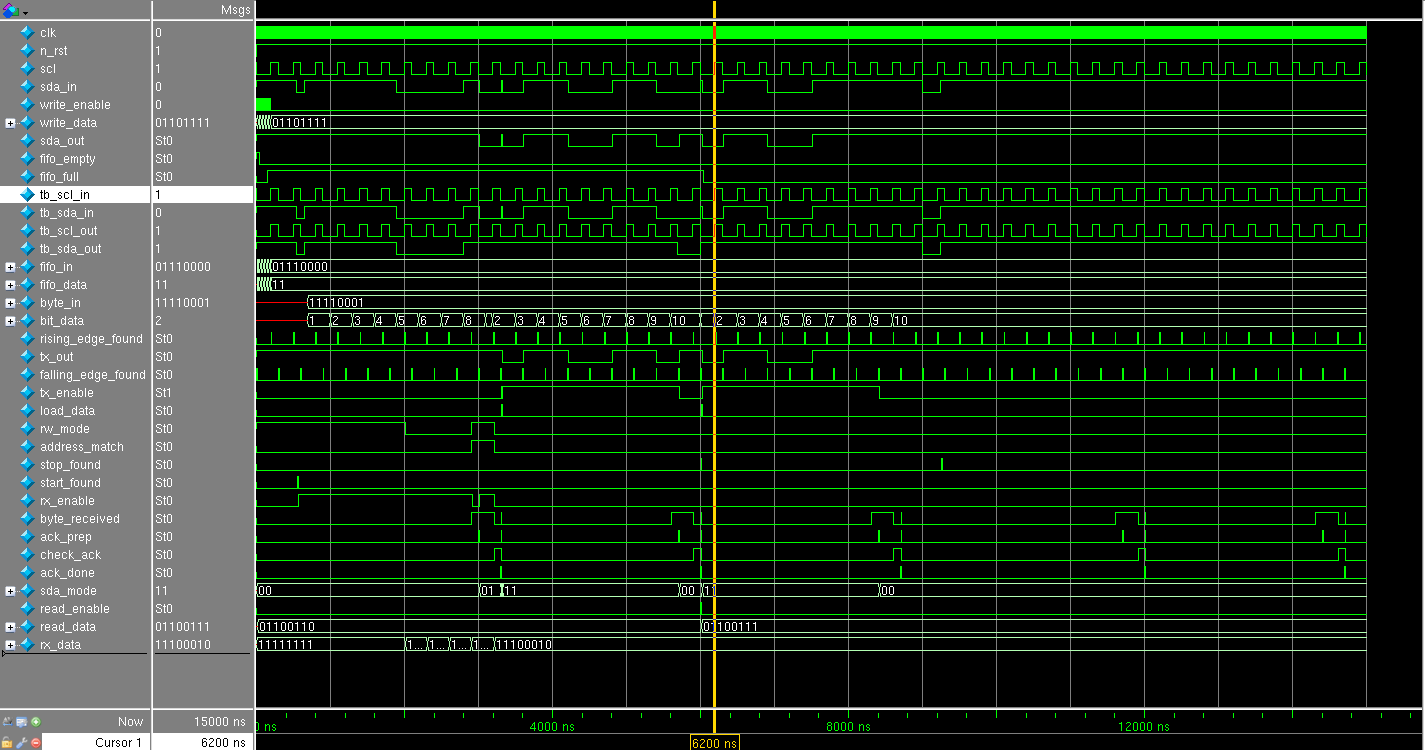 Msgs
clk 0
n_rst 1
scl 1
sda_in 0
write_enable 0
write_data 01101111 01101111
sda_out St0
fifo_empty St0
fifo_full St0
tb_scl_in 1
tb_sda_in 0
tb_scl_out 1
tb_sda_out 1
fifo_in 01110000 01110000
fifo_data 11 11
byte_in 11110001 11110001
bit_data 2 1 2 3 4 5 6 7 8 2 3 4 5 6 7 8 9 10 2 3 4 5 6 7 8 9 10
rising_edge_found St0
tx_out St0
falling_edge_found St0
tx_enable St1
load_data St0
rw_mode St0
address_match St0
stop_found St0
start_found St0
rx_enable St0
byte_received St0
ack_prep St0
check_ack St0
ack_done St0
sda_mode 11 00 01 11 00 11 00
read_enable St0
read_data 01100111 01100110 01100111
rx_data 11100010 11111111 1... 1... 1... 1... 11100010
Now 15000 ns ns 4000 ns 8000 ns 12000 ns
Cursor 1 6200 ns 6200 ns